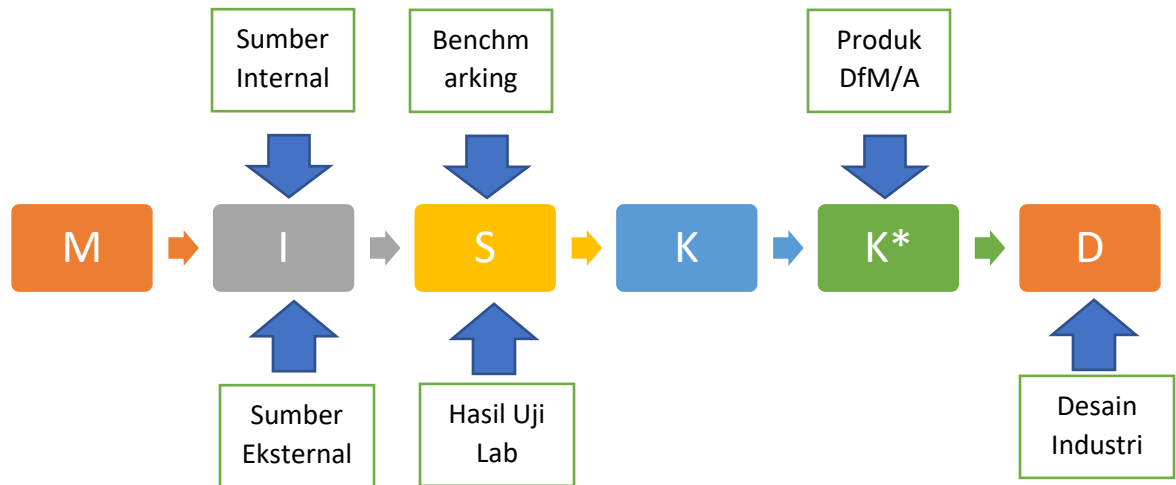 Sumber
Internal
Benchm
arking
Produk
DfM/A
M
I
S
K
K*
D
Sumber
Eksternal
Hasil Uji
Lab
Desain
Industri